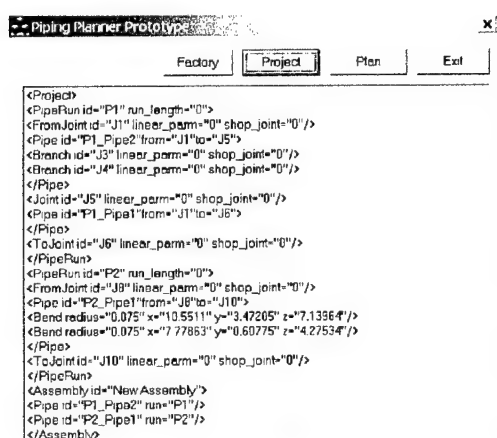 Piping Planner Prototype
Factory Project Plan Exit
<Project>
<PipeRun id="P1" run_length="0">
<FromJoint id="J1" linear_parm="0" shop_joint="0"/>
<Pipe id="P1_Pipe2"from="J1"to="J5">
<Branch id="J3" linear_parm="0" shop_joint="0"/>
<Branch id="J4" linear_parm="0" shop_joint="0"/>
</Pipe>
<Joint id="J5" linear_parm="0" shop_joint="0"/>
<Pipe id="P1_Pipe1"from="J1"to="J6">
</Pipe>
<ToJoint id="J6" linear_parm="0" shop_joint="0"/>
</PipeRun>
<PipeRun id="P2" run_length="0">
<FromJoint id="J8" linear_parm="0" shop_joint="0"/>
<Pipe id="P2_Pipe1"from="J8"to="J10">
<Bend radius="0.075" x="10.5511" y="3.47205" z="7.13964"/>
<Bend radius="0.075" x="7.77863" y="0.60775" z="4.27534"/>
</Pipe>
<ToJoint id="J10" linear_parm="0" shop_joint="0"/>
</PipeRun>
<Assembly id="NewAssembly">
<Pipe id="P1_Pipe2" run="P1"/>
<Pipe id="P2_Pipe1" run="P2"/>
</Assembly>